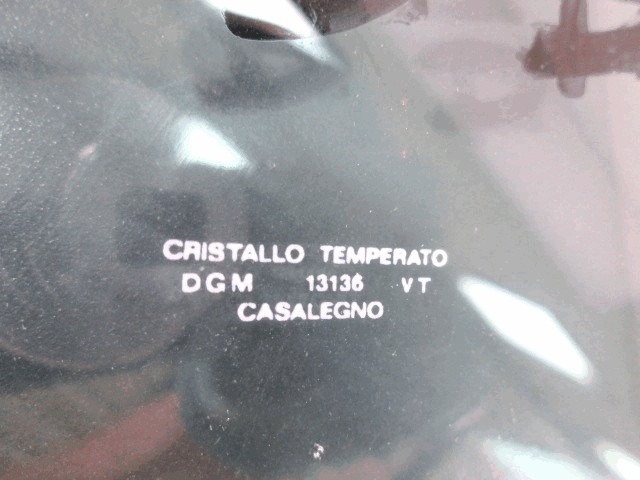 CRISTALLO TEMPERATO
DGM 13136 VT
CASALEGNO